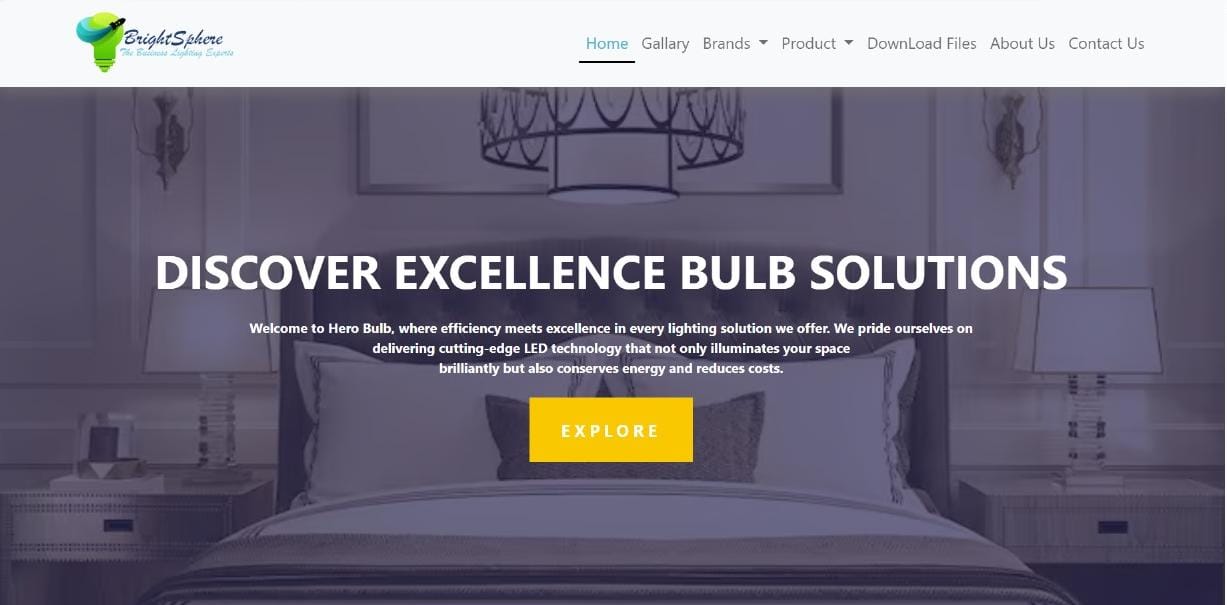 BrightSphere
The Business Lighting Experts
Home Gallary Brands Product DownLoad Files About Us Contact Us
DISCOVER EXCELLENCE BULB SOLUTIONS
Welcome to Hero Bulb, where efficiency meets excellence in every lighting solution we offer. We pride ourselves on
delivering cutting-edge LED technology that not only illuminates your space
brilliantly but also conserves energy and reduces costs.
EXPLORE